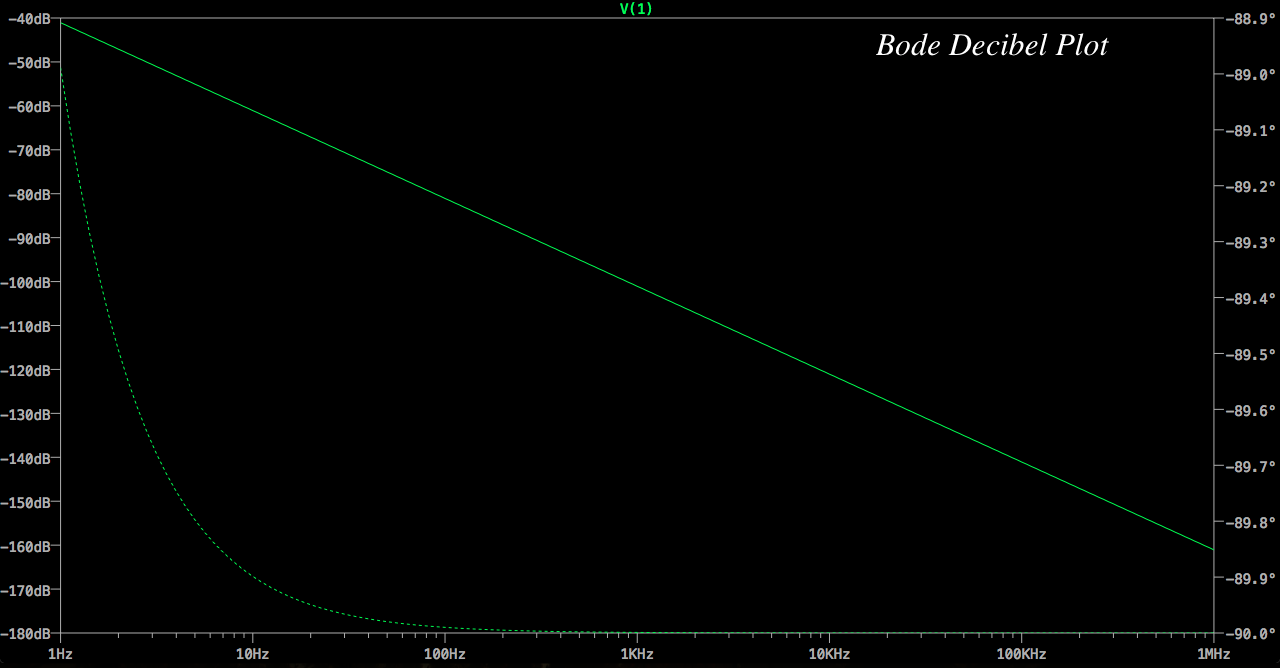 V(1)
Bode Decibel Plot
-40dB
-50dB
-60dB
-70dB
-80dB
-90dB
-100dB
-110dB
-120dB
-130dB
-140dB
-150dB
-160dB
-170dB
-180dB
-88.9°
-89.0°
-89.1°
-89.2°
-89.3°
-89.4°
-89.5°
-89.6°
-89.7°
-89.8°
-89.9°
-90.0°
1Hz 10Hz 100Hz 1KHz 10KHz 100KHz 1MHz